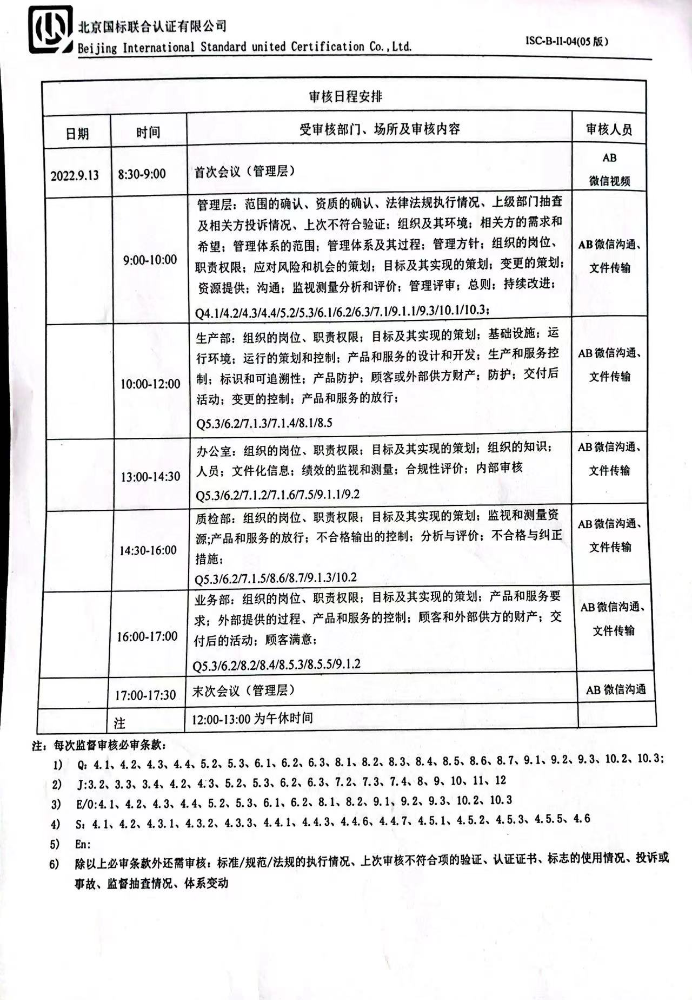 北京国标联合认证有限公司
Beijing International Standard united Certification Co.,Ltd.
ISC-B-II-04(05版)
审核日程安排
日期 时间 受审核部门、场所及审核内容 审核人员
2022.9.13 8:30-9:00 首次会议（管理层） AB
微信视频
9:00-10:00
管理层：范围的确认、资质的确认、法律法规执行情况、上级部门抽查
及相关方投诉情况、上次不符合验证；组织及其环境；相关方的需求和
希望；管理体系的范围；管理体系及其过程；管理方针；组织的岗位、
职责权限；应对风险和机会的策划；目标及其实现的策划；变更的策划；
资源提供；沟通；监视测量分析和评价；管理评审；总则；持续改进；
Q4.1/4.2/4.3/4.4/5.2/5.3/6.1/6.2/6.3/7.1/9.1.1/9.3/10.1/10.3;
AB微信沟通、
文件传输
10:00-12:00
生产部：组织的岗位、职责权限；目标及其实现的策划；基础设施；运
行环境；运行的策划和控制；产品和服务的设计和开发；生产和服务控
制；标识和可追溯性；产品防护；顾客或外部供方财产；防护；交付后
活动；变更的控制；产品和服务的放行；
Q5.3/6.2/7.1.3/7.1.4/8.1/8.5
AB微信沟通、
文件传输
13:00-14:30
办公室：组织的岗位、职责权限；目标及其实现的策划；组织的知识；
人员；文件化信息；绩效的监视和测量；合规性评价；内部审核
Q5.3/6.2/7.1.2/7.1.6/7.5/9.1.1/9.2
AB微信沟通、
文件传输
14:30-16:00
质检部：组织的岗位、职责权限；目标及其实现的策划；监视和测量资
源;产品和服务的放行；不合格输出的控制；分析与评价；不合格与纠正
措施；
Q5.3/6.2/7.1.5/8.6/8.7/9.1.3/10.2
AB微信沟通、
文件传输
16:00-17:00
业务部：组织的岗位、职责权限；目标及其实现的策划；产品和服务要
求；外部提供的过程、产品和服务的控制；顾客和外部供方的财产；交
付后的活动；顾客满意；
Q5.3/6.2/8.2/8.4/8.5.3/8.5.5/9.1.2
AB微信沟通、
文件传输
17:00-17:30 末次会议（管理层） AB微信沟通
注 12:00-13:00为午休时间
注：每次监督审核必审条款：
1) Q：4.1、4.2、4.3、4.4、5.2、5.3、6.1、6.2、6.3、8.1、8.2、8.3、8.4、8.5、8.6、8.7、9.1、9.2、9.3、10.2、10.3；
2) J:3.2、3.3、3.4、4.2、4.3、5.2、5.3、6.2、6.3、7.2、7.3、7.4、8、9、10、11、12
3) E/O:4.1、4.2、4.3、4.4、5.2、5.3、6.1、6.2、8.1、8.2、9.1、9.2、9.3、10.2、10.3
4) S：4.1、4.2、4.3.1、4.3.2、4.3.3、4.4.1、4.4.3、4.4.6、4.4.7、4.5.1、4.5.2、4.5.3、4.5.5、4.6
5) En:
6) 除以上必审条款外还需审核：标准/规范/法规的执行情况、上次审核不符合项的验证、认证证书、标志的使用情况、投诉或
事故、监督抽查情况、体系变动